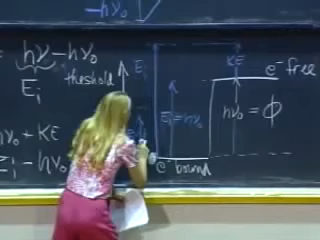 -hν₀
= hν - hν₀
Eᵢ
threshold
Eᵢ
KE
e⁻ free
Eᵢ = hν₀
hν₀ = Φ
hν₀ + KE
Eᵢ - hν₀
e⁻ bound